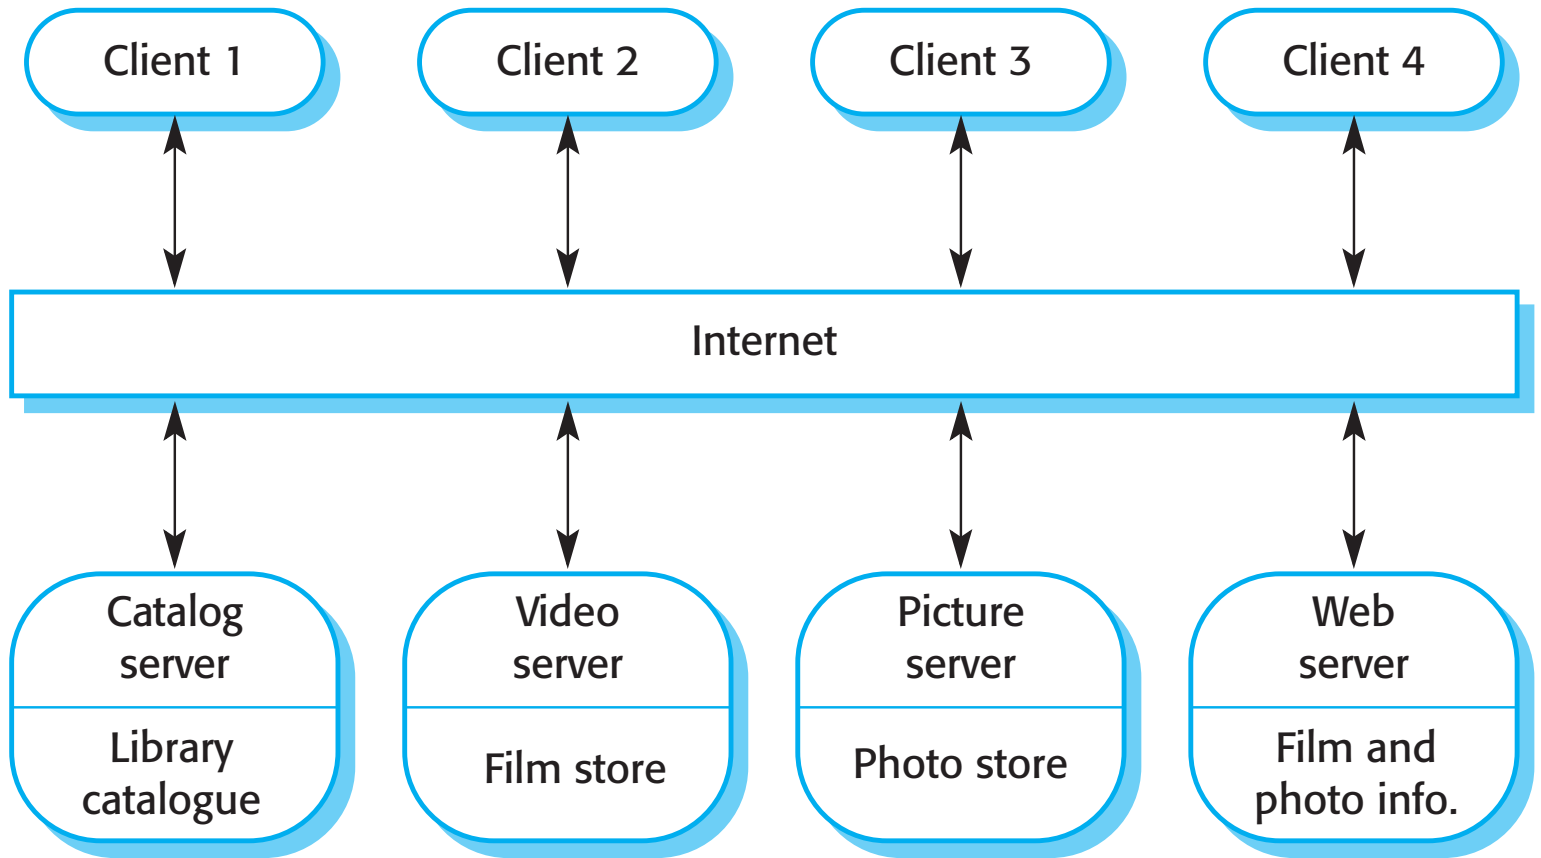 Client 1
Client 2
Client 3
Client 4
Internet
Catalog
server
Library
catalogue
Video
server
Film store
Picture
server
Photo store
Web
server
Film and
photo info.